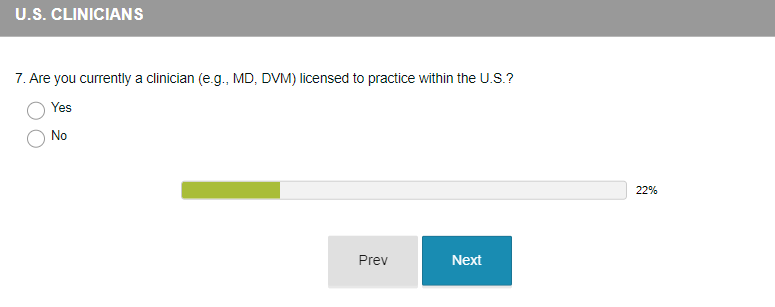 U.S. CLINICIANS
7. Are you currently a clinician (e.g., MD, DVM) licensed to practice within the U.S.?
Yes
No
22%
Prev
Next